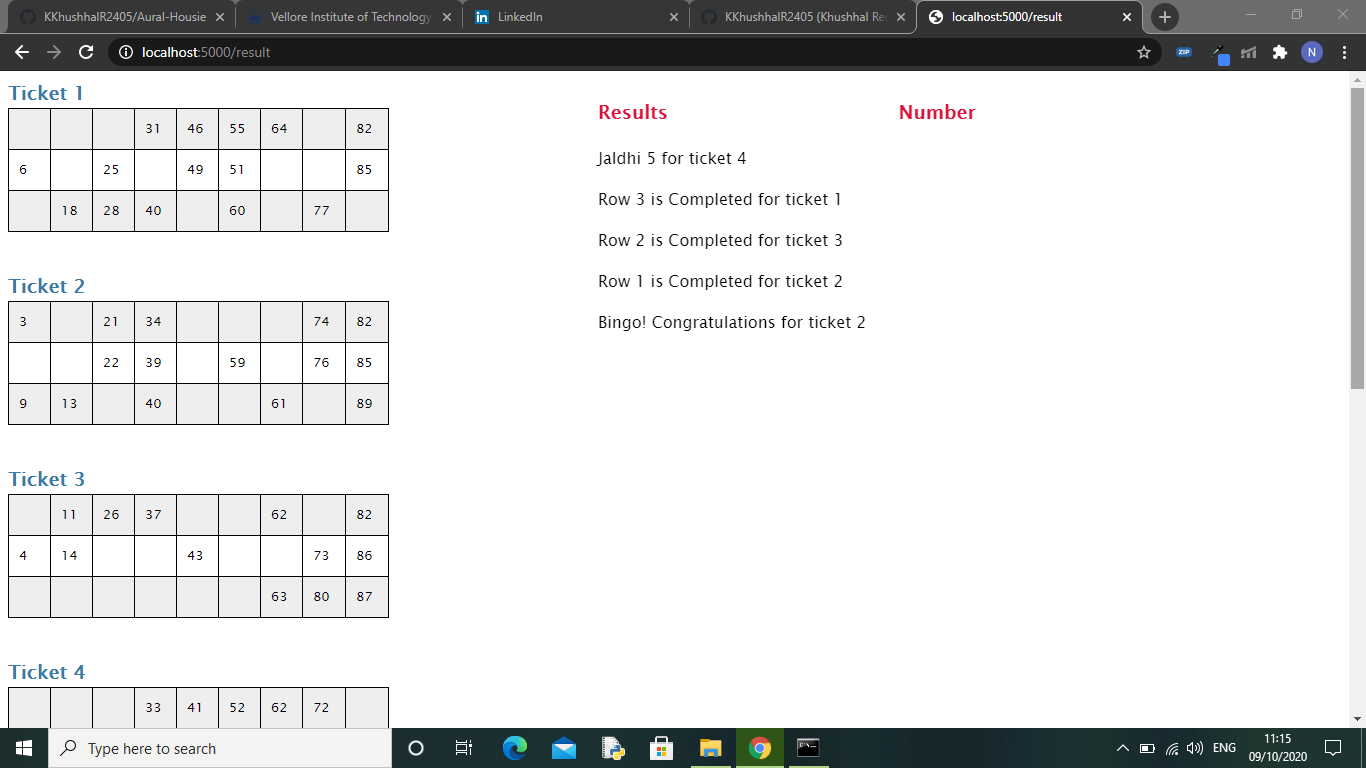 KKhushhalR2405/Aural-Housie
Vellore Institute of Technology
LinkedIn
KKhushhalR2405 (Khushhal Re
localhost:5000/result
localhost:5000/result
ZIP
N
Ticket 1
31 46 55 64 82
6 25 49 51 85
18 28 40 60 77
Ticket 2
3 21 34 74 82
22 39 59 76 85
9 13 40 61 89
Ticket 3
11 26 37 62 82
4 14 43 73 86
63 80 87
Ticket 4
33 41 52 62 72
Results Number
Jaldhi 5 for ticket 4
Row 3 is Completed for ticket 1
Row 2 is Completed for ticket 3
Row 1 is Completed for ticket 2
Bingo! Congratulations for ticket 2
Type here to search
ENG
11:15
09/10/2020